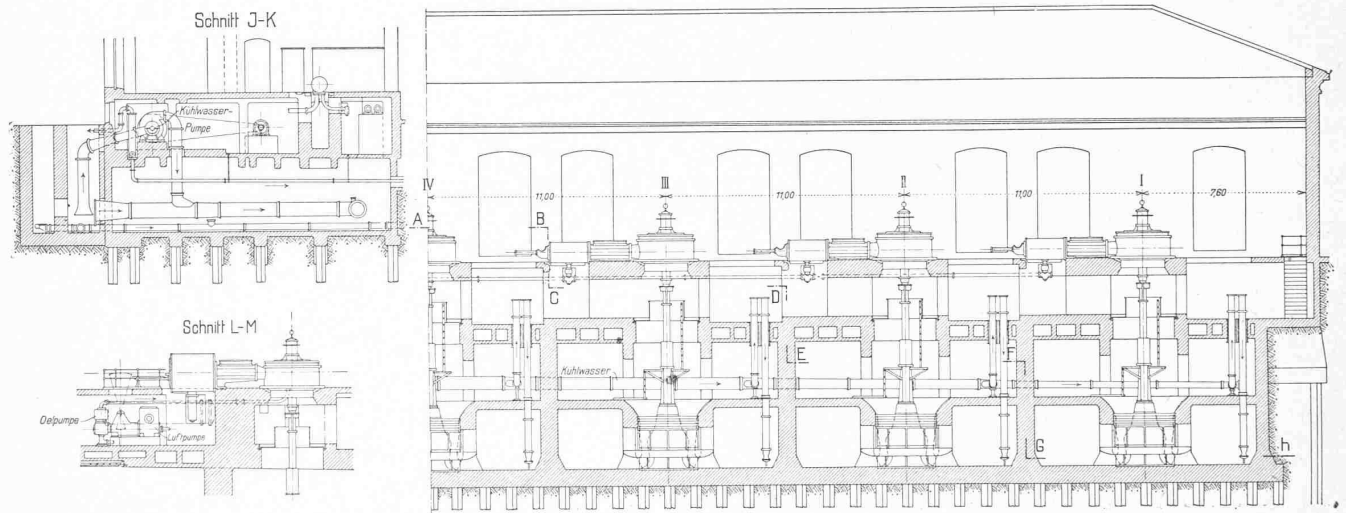 Schnitt J-K
Kühlwasser-
Pumpe
IV
11,00
III
11,00
II
11,00
I
7,60
A
B
C
D
E
F
G
h
Kühlwasser
Schnitt L-M
Oelpumpe
Luftpumpe